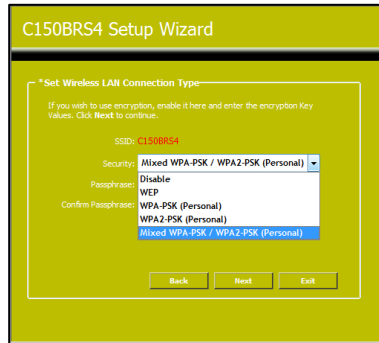 C150BRS4 Setup Wizard
*Set Wireless LAN Connection Type
If you wish to use encryption, enable it here and enter the encryption Key
Values. Click Next to continue.
SSID: C150BRS4
Security: Mixed WPA-PSK / WPA2-PSK (Personal)
Disable
Passphrase:
WEP
WPA-PSK (Personal)
Confirm Passphrase:
WPA2-PSK (Personal)
Mixed WPA-PSK / WPA2-PSK (Personal)
Back Next Exit